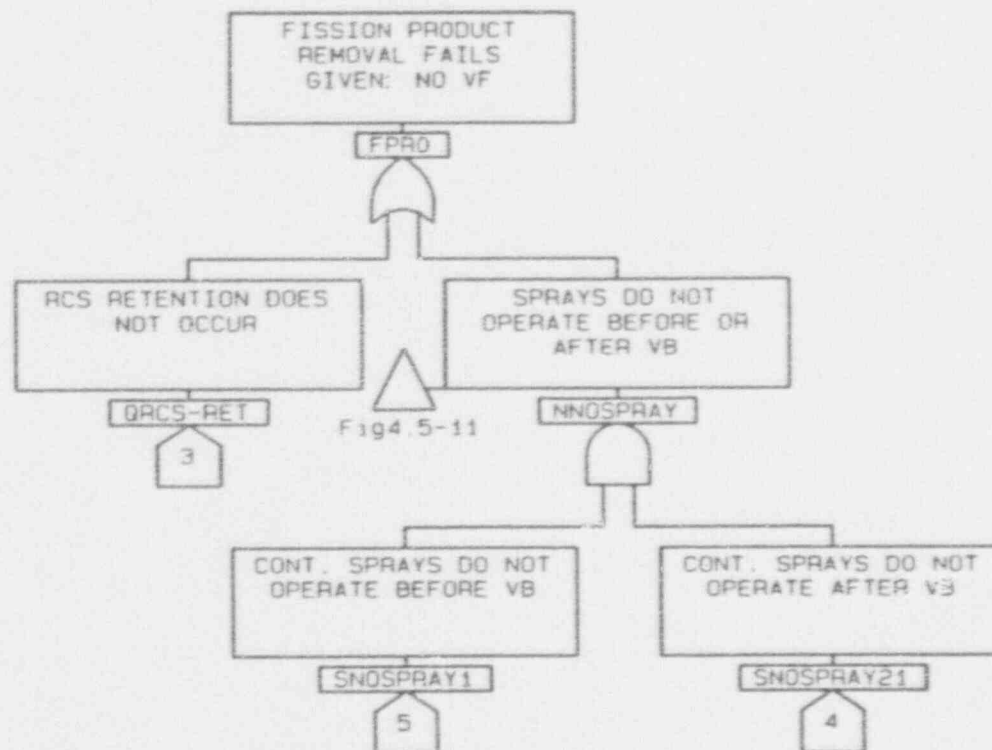 FISSION PRODUCT
REMOVAL FAILS
GIVEN: NO VF
FPRO
RCS RETENTION DOES
NOT OCCUR
SPRAYS DO NOT
OPERATE BEFORE OR
AFTER VB
QRCS-RET
NNOSPRAY
Fig4.5-11
3
CONT. SPRAYS DO NOT
OPERATE BEFORE VB
CONT. SPRAYS DO NOT
OPERATE AFTER VB
SNOSPRAY1
SNOSPRAY21
5
4